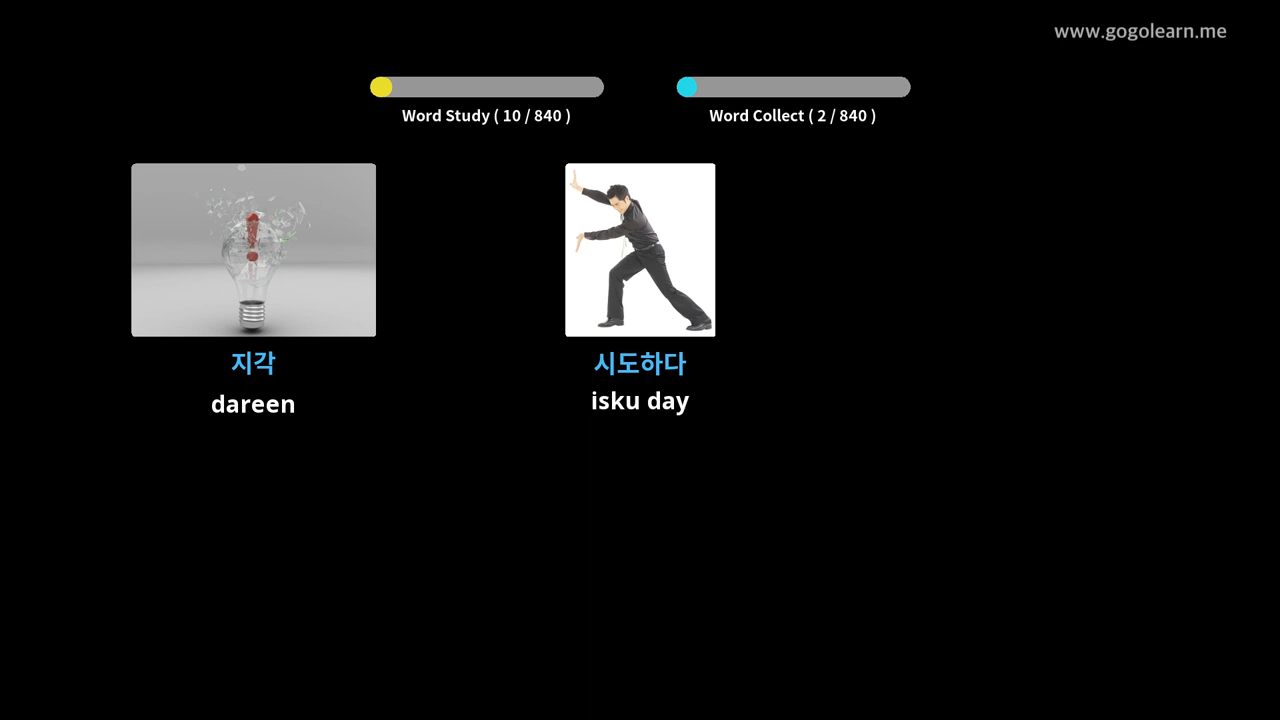 www.gogolearn.me
Word Study ( 10 / 840 )
Word Collect ( 2 / 840 )
지각
dareen
시도하다
isku day